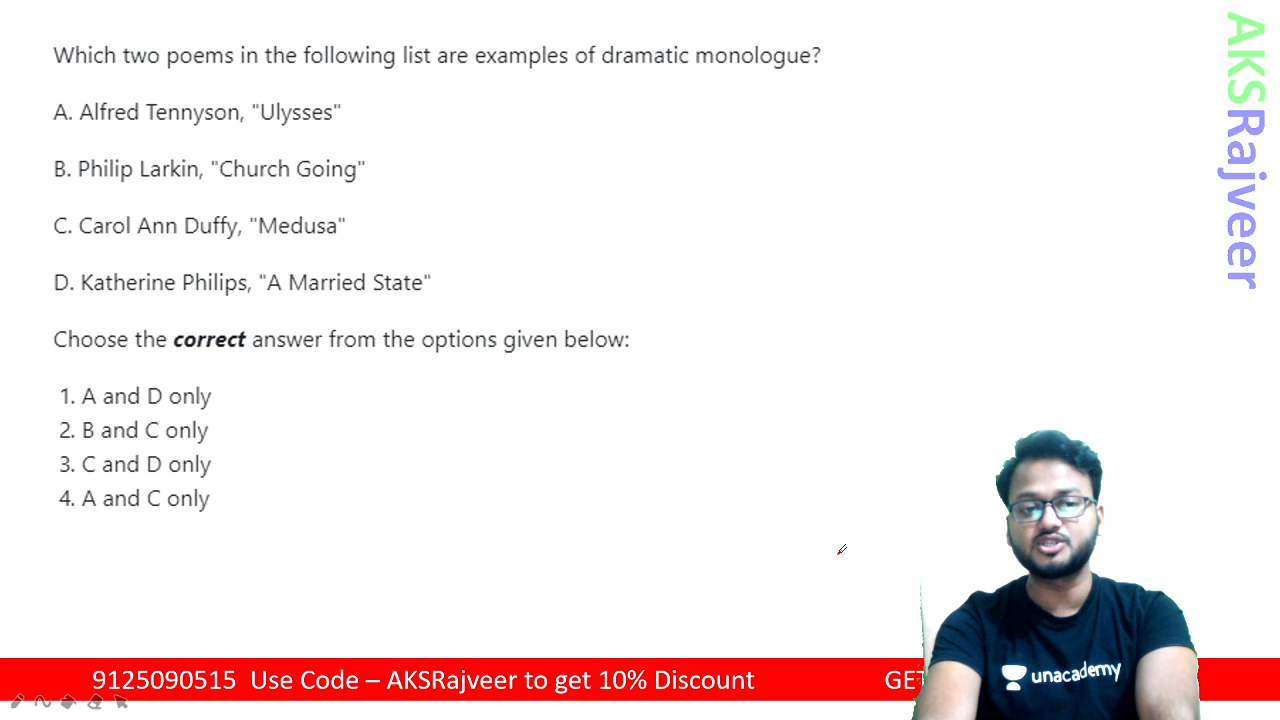 Which two poems in the following list are examples of dramatic monologue?
A. Alfred Tennyson, "Ulysses"
B. Philip Larkin, "Church Going"
C. Carol Ann Duffy, "Medusa"
D. Katherine Philips, "A Married State"
Choose the correct answer from the options given below:
1. A and D only
2. B and C only
3. C and D only
4. A and C only
AKSRajveer
unacademy
9125090515 Use Code – AKSRajveer to get 10% Discount
GET